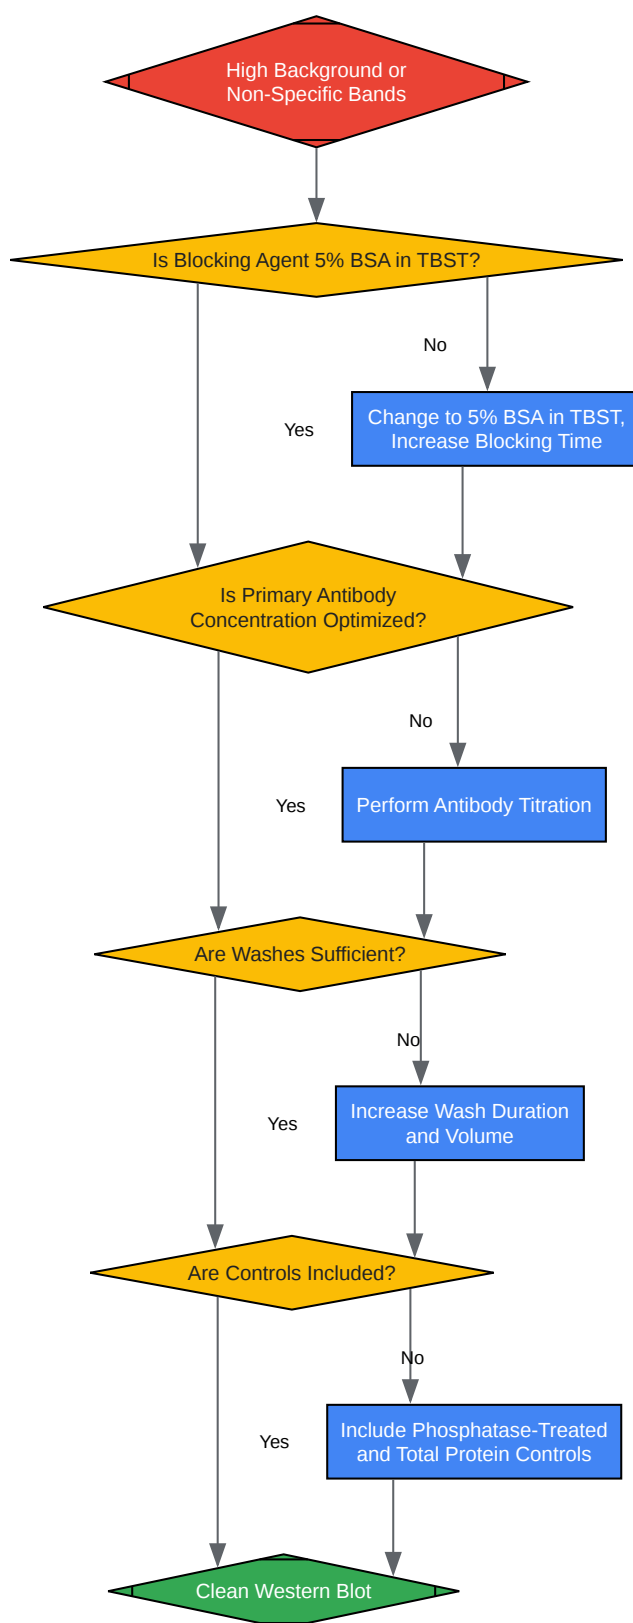 High Background or
Non-Specific Bands
Is Blocking Agent 5% BSA in TBST?
No
Yes
Change to 5% BSA in TBST,
Increase Blocking Time
Is Primary Antibody
Concentration Optimized?
No
Yes
Perform Antibody Titration
Are Washes Sufficient?
No
Yes
Increase Wash Duration
and Volume
Are Controls Included?
No
Yes
Include Phosphatase-Treated
and Total Protein Controls
Clean Western Blot